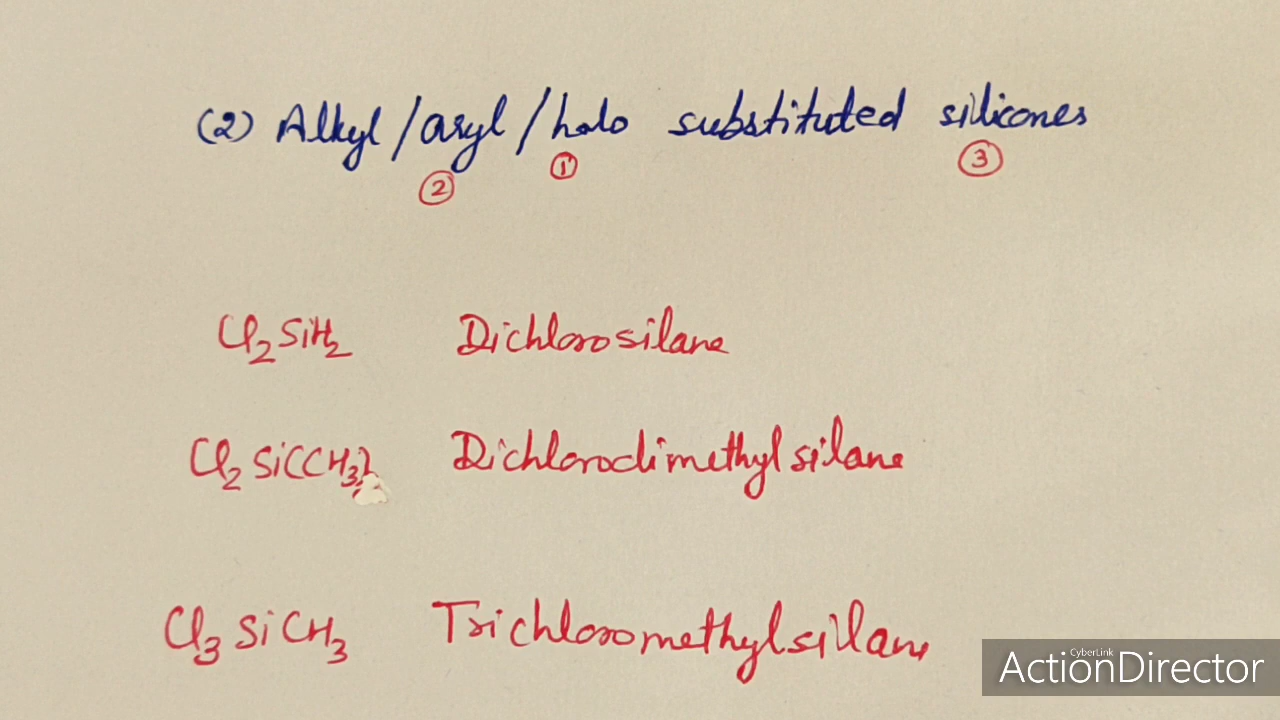 (2) Alkyl/aryl/halo substituted silicones
② ① ③
Cl₂SiH₂ Dichlorosilane
Cl₂Si(CH₃)₂ Dichlorodimethylsilane
Cl₃SiCH₃ Trichloromethylsilane
CyberLink
ActionDirector